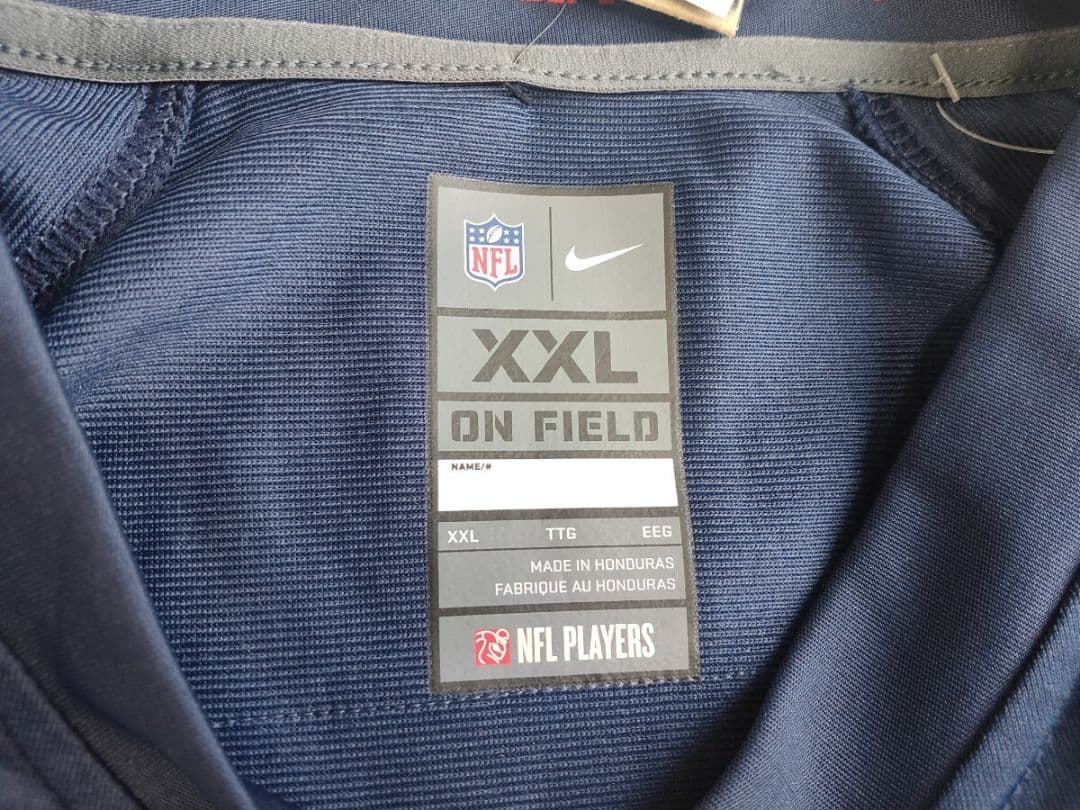 NFL
XXL
ON FIELD
NAME/#
XXL TTG EEG
MADE IN HONDURAS
FABRIQUE AU HONDURAS
NFL PLAYERS